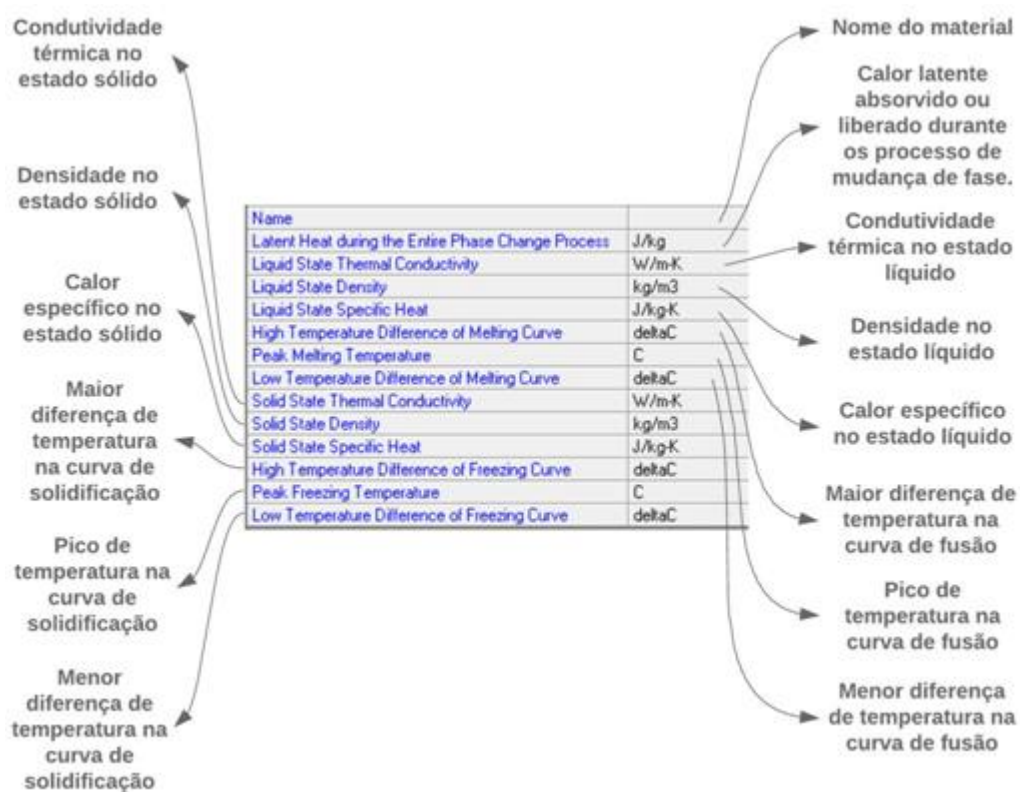 Condutividade
térmica no
estado sólido
Densidade no
estado sólido
Calor
específico no
estado sólido
Maior
diferença de
temperatura
na curva de
solidificação
Pico de
temperatura na
curva de
solidificação
Menor
diferença de
temperatura na
curva de
solidificação
Name
Latent Heat during the Entire Phase Change Process J/kg
Liquid State Thermal Conductivity W/m-K
Liquid State Density kg/m3
Liquid State Specific Heat J/kg-K
High Temperature Difference of Melting Curve deltaC
Peak Melting Temperature C
Low Temperature Difference of Melting Curve deltaC
Solid State Thermal Conductivity W/m-K
Solid State Density kg/m3
Solid State Specific Heat J/kg-K
High Temperature Difference of Freezing Curve deltaC
Peak Freezing Temperature C
Low Temperature Difference of Freezing Curve deltaC
Nome do material
Calor latente
absorvido ou
liberado durante
os processo de
mudança de fase.
Condutividade
térmica no estado
líquido
Densidade no
estado líquido
Calor específico
no estado líquido
Maior diferença de
temperatura na
curva de fusão
Pico de
temperatura na
curva de fusão
Menor diferença
de temperatura na
curva de fusão